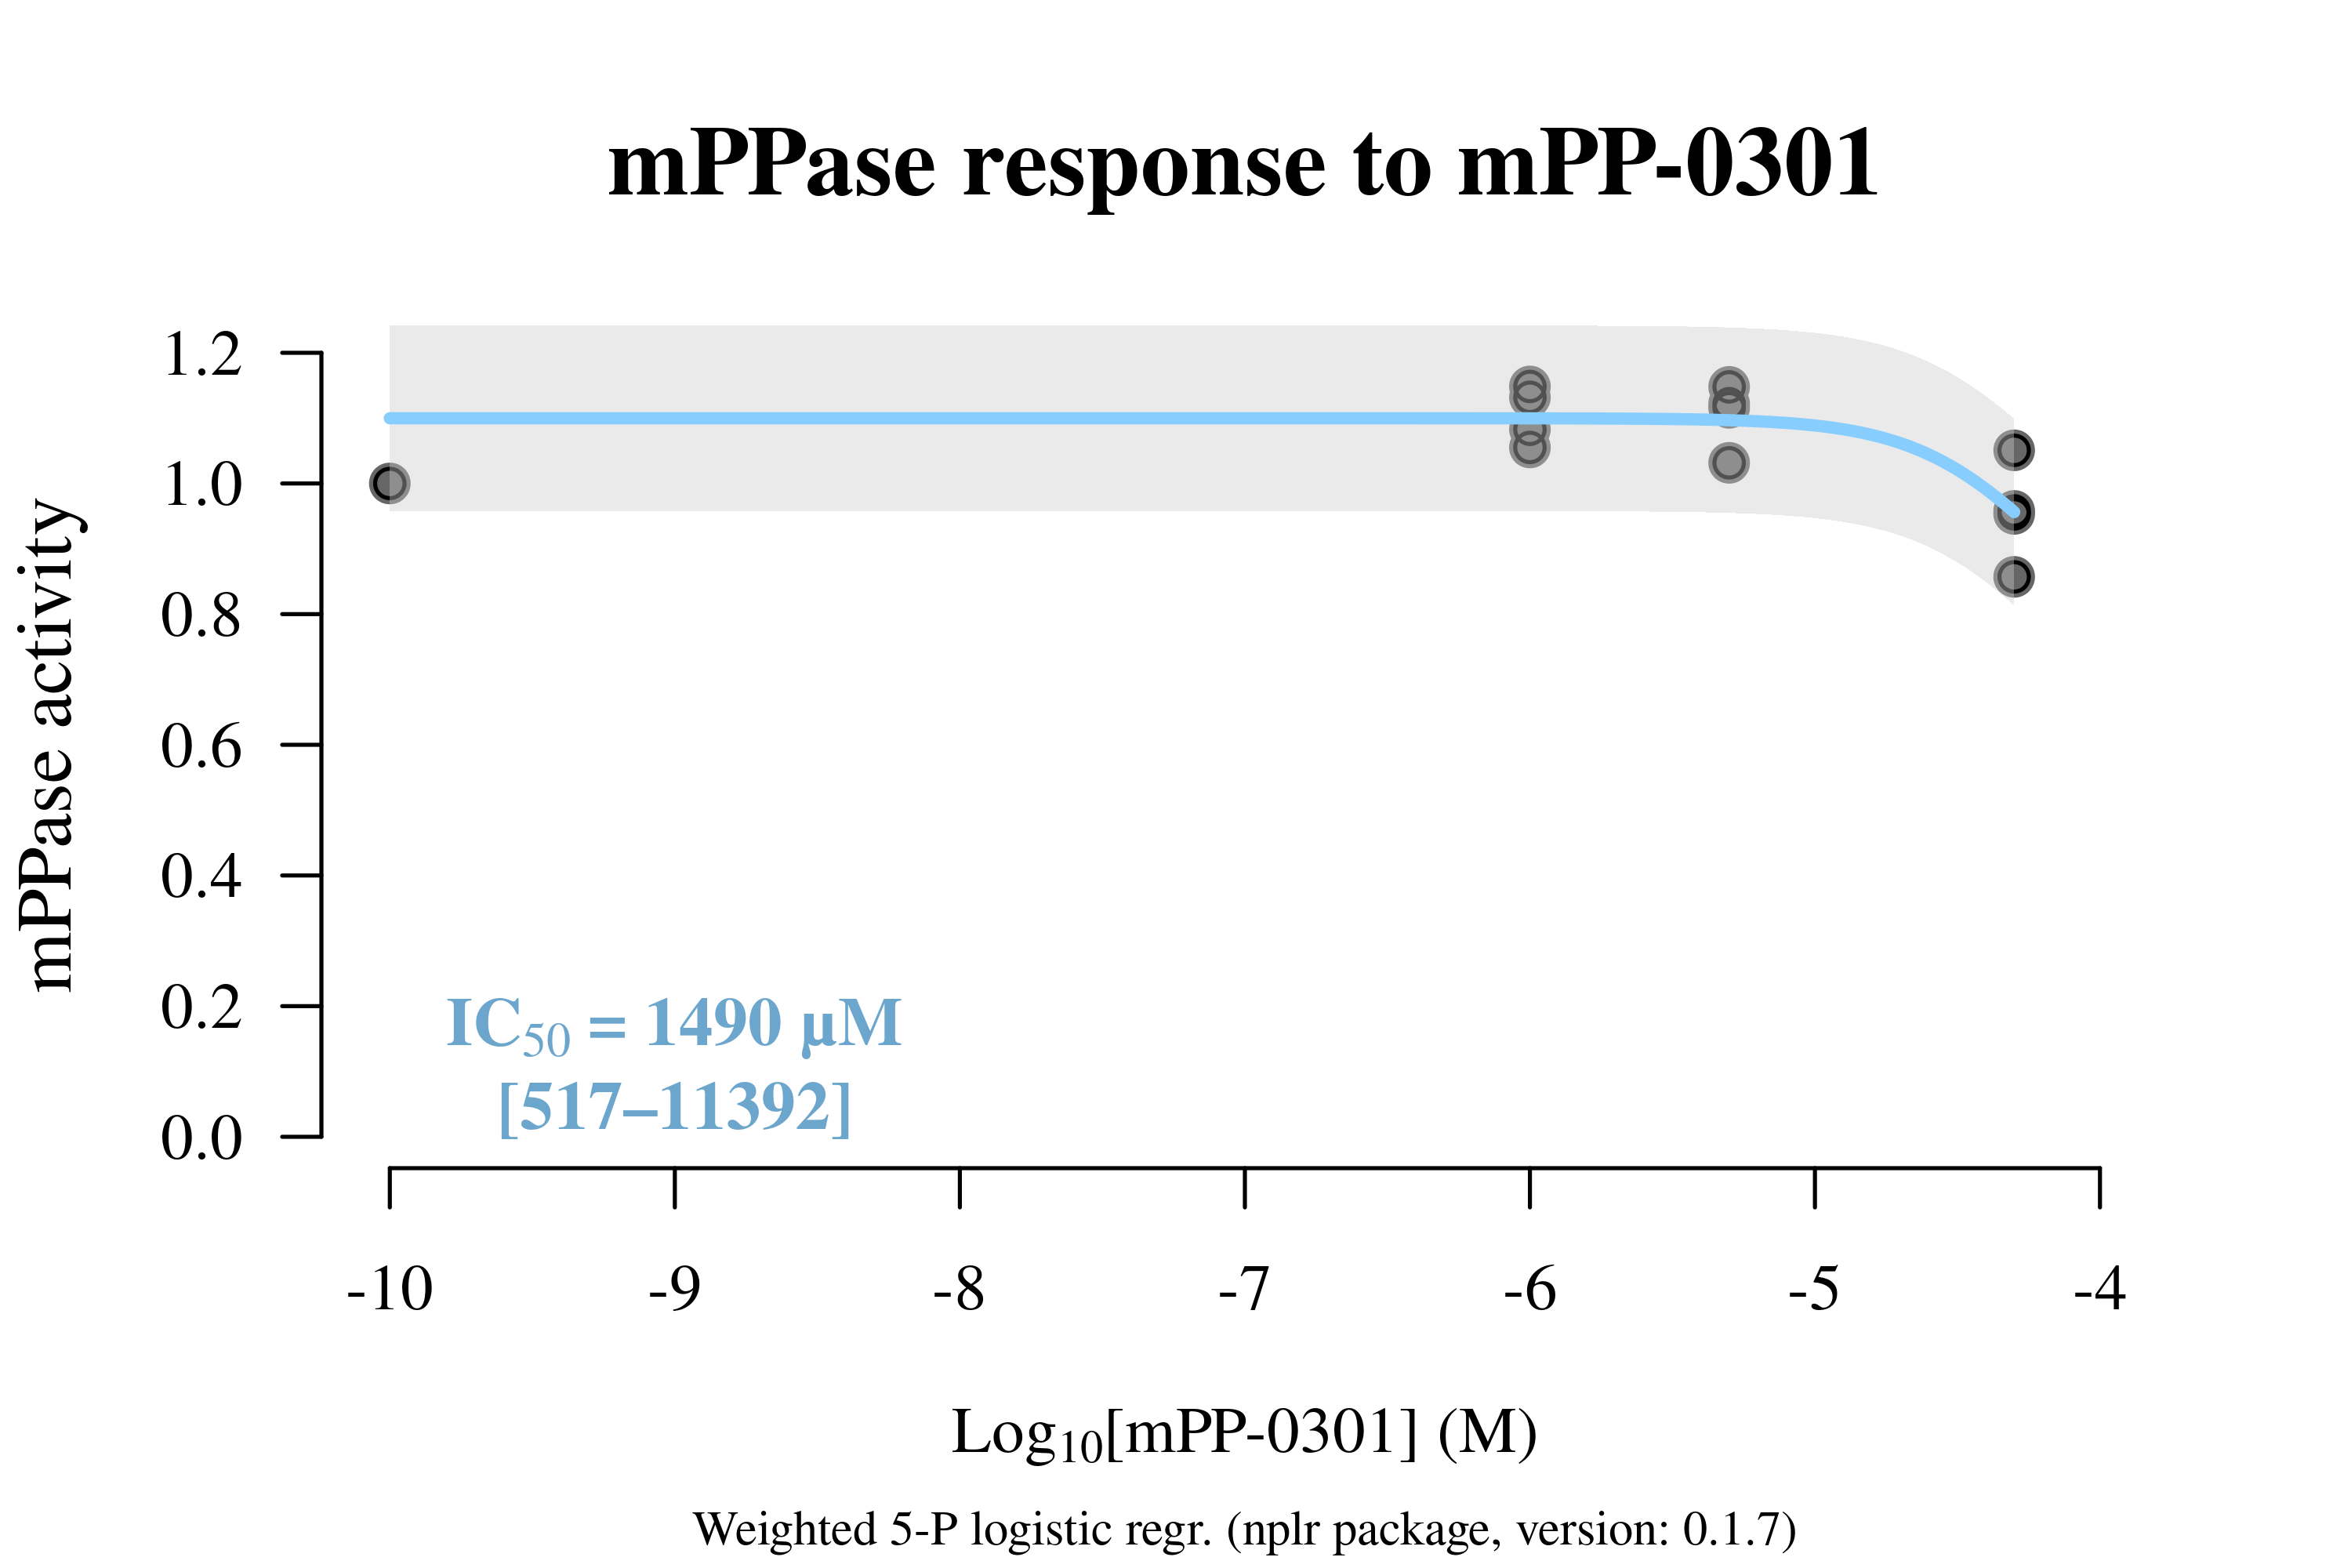 mPPase response to mPP-0301
mPPase activity
1.2
1.0
0.8
0.6
0.4
0.2
0.0
IC50 = 1490 µM
[517–11392]
-10 -9 -8 -7 -6 -5 -4
Log10[mPP-0301] (M)
Weighted 5-P logistic regr. (nplr package, version: 0.1.7)